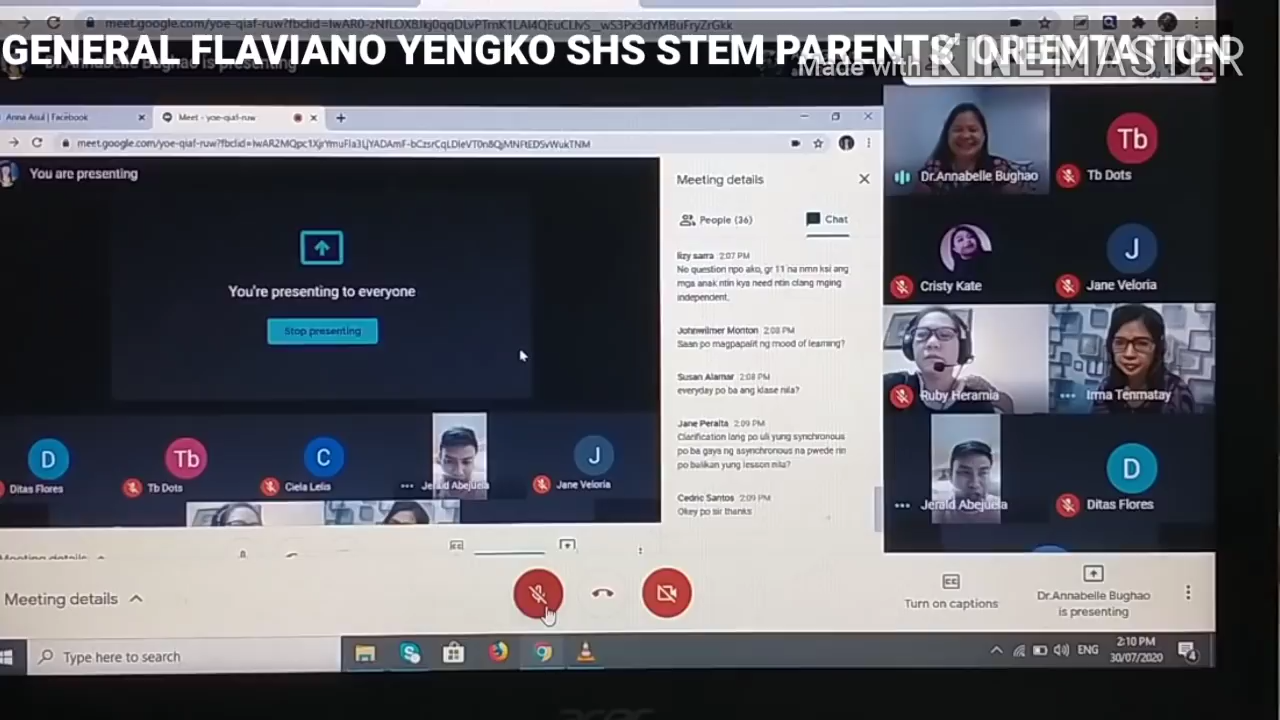 GENERAL FLAVIANO YENGKO SHS STEM PARENTS' ORIENTATION
Made with KINEMASTER
Dr.Annabelle Bughao is presenting
Anna Asul | Facebook
Meet - yoe-qiaf-ruw
You are presenting
You're presenting to everyone
Stop presenting
Ditas Flores
Tb
Tb Dots
C
Ciela Lelis
Jerald Abejuela
J
Jane Veloria
D
Meeting details
People (36)
Chat
lizy sarra 2:07 PM
No question npo ako, gr 11 na nmn ksi ang
mga anak ntin kya need ntin clang mging
independent.
Johnwilmer Monton 2:08 PM
Saan po magpapalit ng mood of learning?
Susan Alamar 2:08 PM
everyday po ba ang klase nila?
Jane Peralta 2:09 PM
Clarification lang po uli yung synchronous
po ba gaya ng asynchronous na pwede rin
po balikan yung lesson nila?
Cedric Santos 2:09 PM
Okey po sir thanks
Dr.Annabelle Bughao
Tb
Tb Dots
Cristy Kate
J
Jane Veloria
Ruby Heramia
Irma Tenmatay
Jerald Abejuela
D
Ditas Flores
Meeting details
Meeting details
Turn on captions
Dr.Annabelle Bughao
is presenting
Type here to search
ENG
2:10 PM
30/07/2020
4
acer